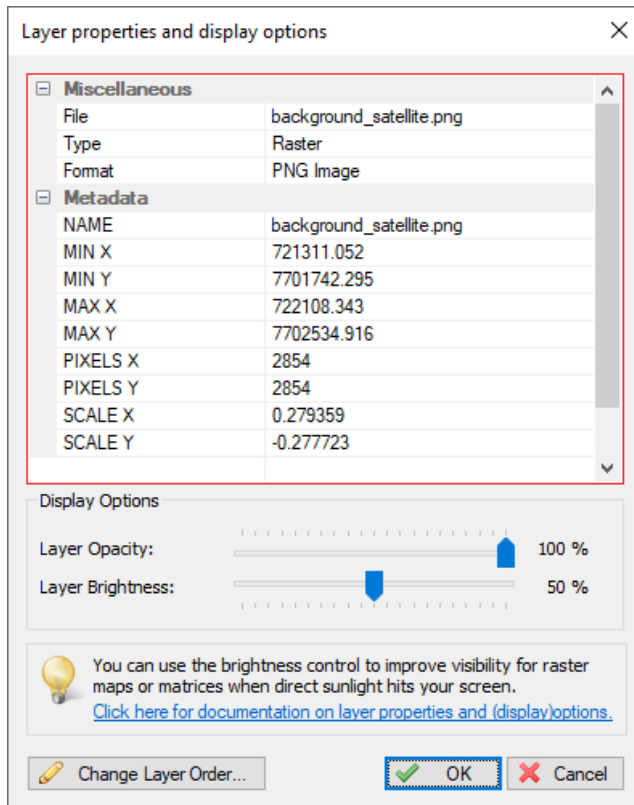 Layer properties and display options
Miscellaneous
File background_satellite.png
Type Raster
Format PNG Image
Metadata
NAME background_satellite.png
MIN X 721311.052
MIN Y 7701742.295
MAX X 722108.343
MAX Y 7702534.916
PIXELS X 2854
PIXELS Y 2854
SCALE X 0.279359
SCALE Y -0.277723
Display Options
Layer Opacity: 100 %
Layer Brightness: 50 %
You can use the brightness control to improve visibility for raster
maps or matrices when direct sunlight hits your screen.
Click here for documentation on layer properties and (display)options.
Change Layer Order... OK Cancel